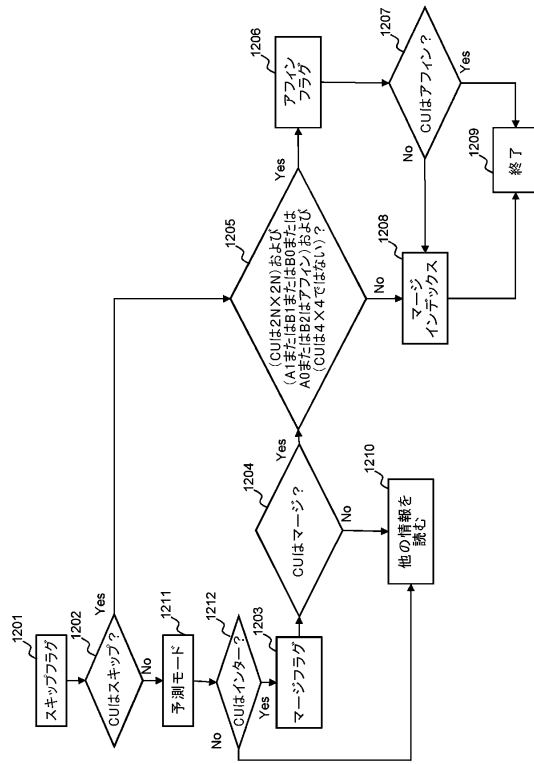 1201
スキップフラグ
1202
CUはスキップ？
Yes
No
1211
予測モード
1212
CUはインター？
No
Yes
1203
マージフラグ
1204
CUはマージ？
Yes
No
1210
他の情報を
読む
1205
(CUは2N×2N)および
(A1またはB1またはB0または
A0またはB2はアフィン)および
(CUは4×4ではない)？
Yes
No
1206
アフィン
フラグ
1207
CUはアフィン？
No
Yes
1208
マージ
インデックス
1209
終了